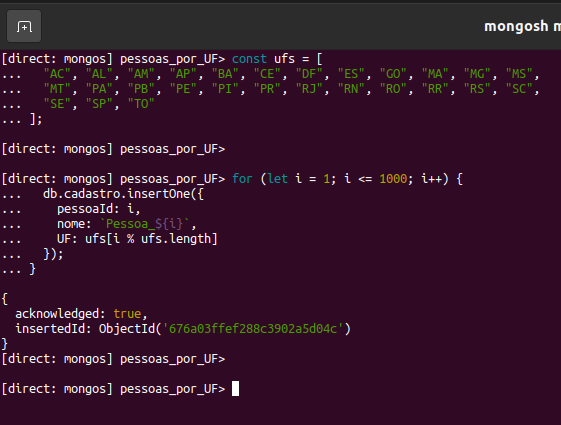 mongosh m
[direct: mongos] pessoas_por_UF> const ufs = [
...   "AC", "AL", "AM", "AP", "BA", "CE", "DF", "ES", "GO", "MA", "MG", "MS",
...   "MT", "PA", "PB", "PE", "PI", "PR", "RJ", "RN", "RO", "RR", "RS", "SC",
...   "SE", "SP", "TO"
... ];
[direct: mongos] pessoas_por_UF>
[direct: mongos] pessoas_por_UF> for (let i = 1; i <= 1000; i++) {
...   db.cadastro.insertOne({
...     pessoaId: i,
...     nome: `Pessoa_${i}`,
...     UF: ufs[i % ufs.length]
...   });
... }
{
  acknowledged: true,
  insertedId: ObjectId('676a03ffef288c3902a5d04c')
}
[direct: mongos] pessoas_por_UF>
[direct: mongos] pessoas_por_UF>